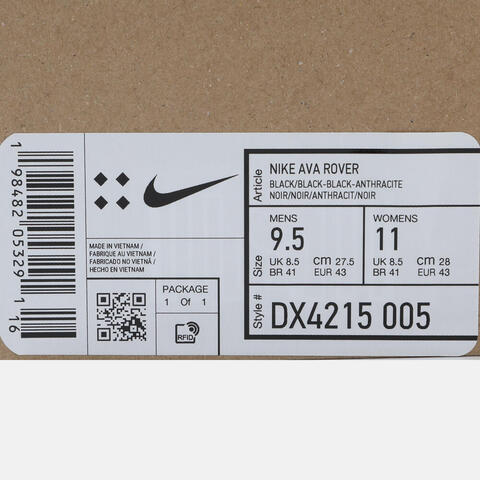 1 98482 05329 1 16
MADE IN VIETNAM /
FABRIQUE AU VIETNAM /
FABRICADO NO VIETNÃ /
HECHO EN VIETNAM
PACKAGE
1 Of 1
RFID
Article
NIKE AVA ROVER
BLACK/BLACK-BLACK-ANTHRACITE
NOIR/NOIR/ANTHRACIT/NOIR
Size
MENS
9.5
UK 8.5 cm 27.5
BR 41 EUR 43
WOMENS
11
UK 8.5 cm 28
BR 41 EUR 43
Style #
DX4215 005